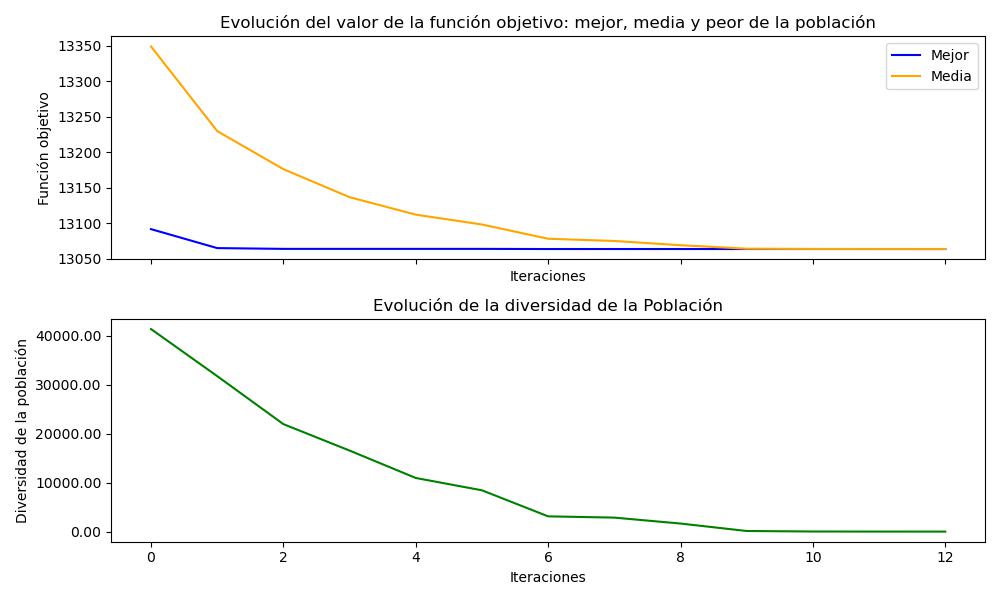 Evolución del valor de la función objetivo: mejor, media y peor de la población
Función objetivo
13350
13300
13250
13200
13150
13100
13050
Mejor
Media
Iteraciones
Evolución de la diversidad de la Población
Diversidad de la población
40000.00
30000.00
20000.00
10000.00
0.00
0 2 4 6 8 10 12
Iteraciones